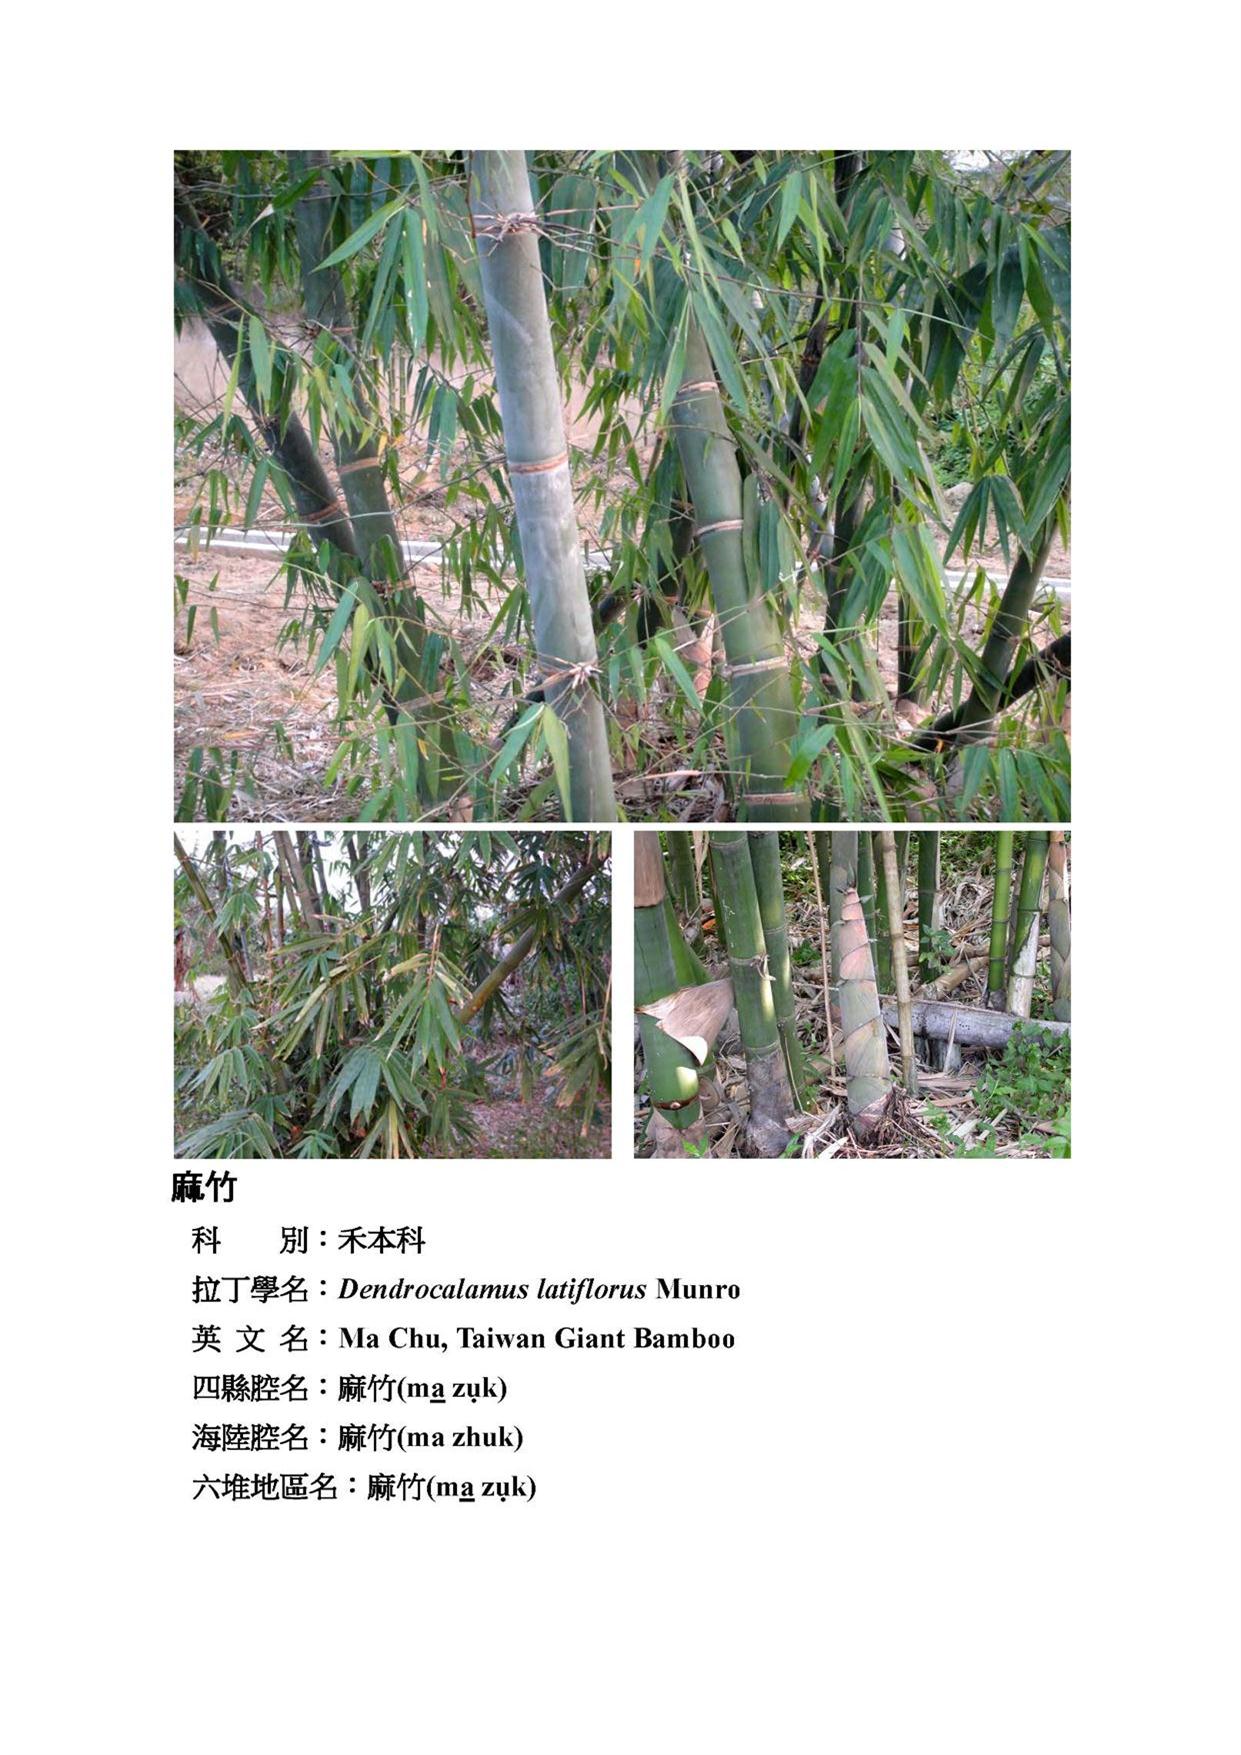 麻竹
科　　別：禾本科
拉丁學名：Dendrocalamus latiflorus Munro
英 文 名：Ma Chu, Taiwan Giant Bamboo
四縣腔名：麻竹(ma̲ zụk)
海陸腔名：麻竹(ma zhuk)
六堆地區名：麻竹(ma̲ zụk)